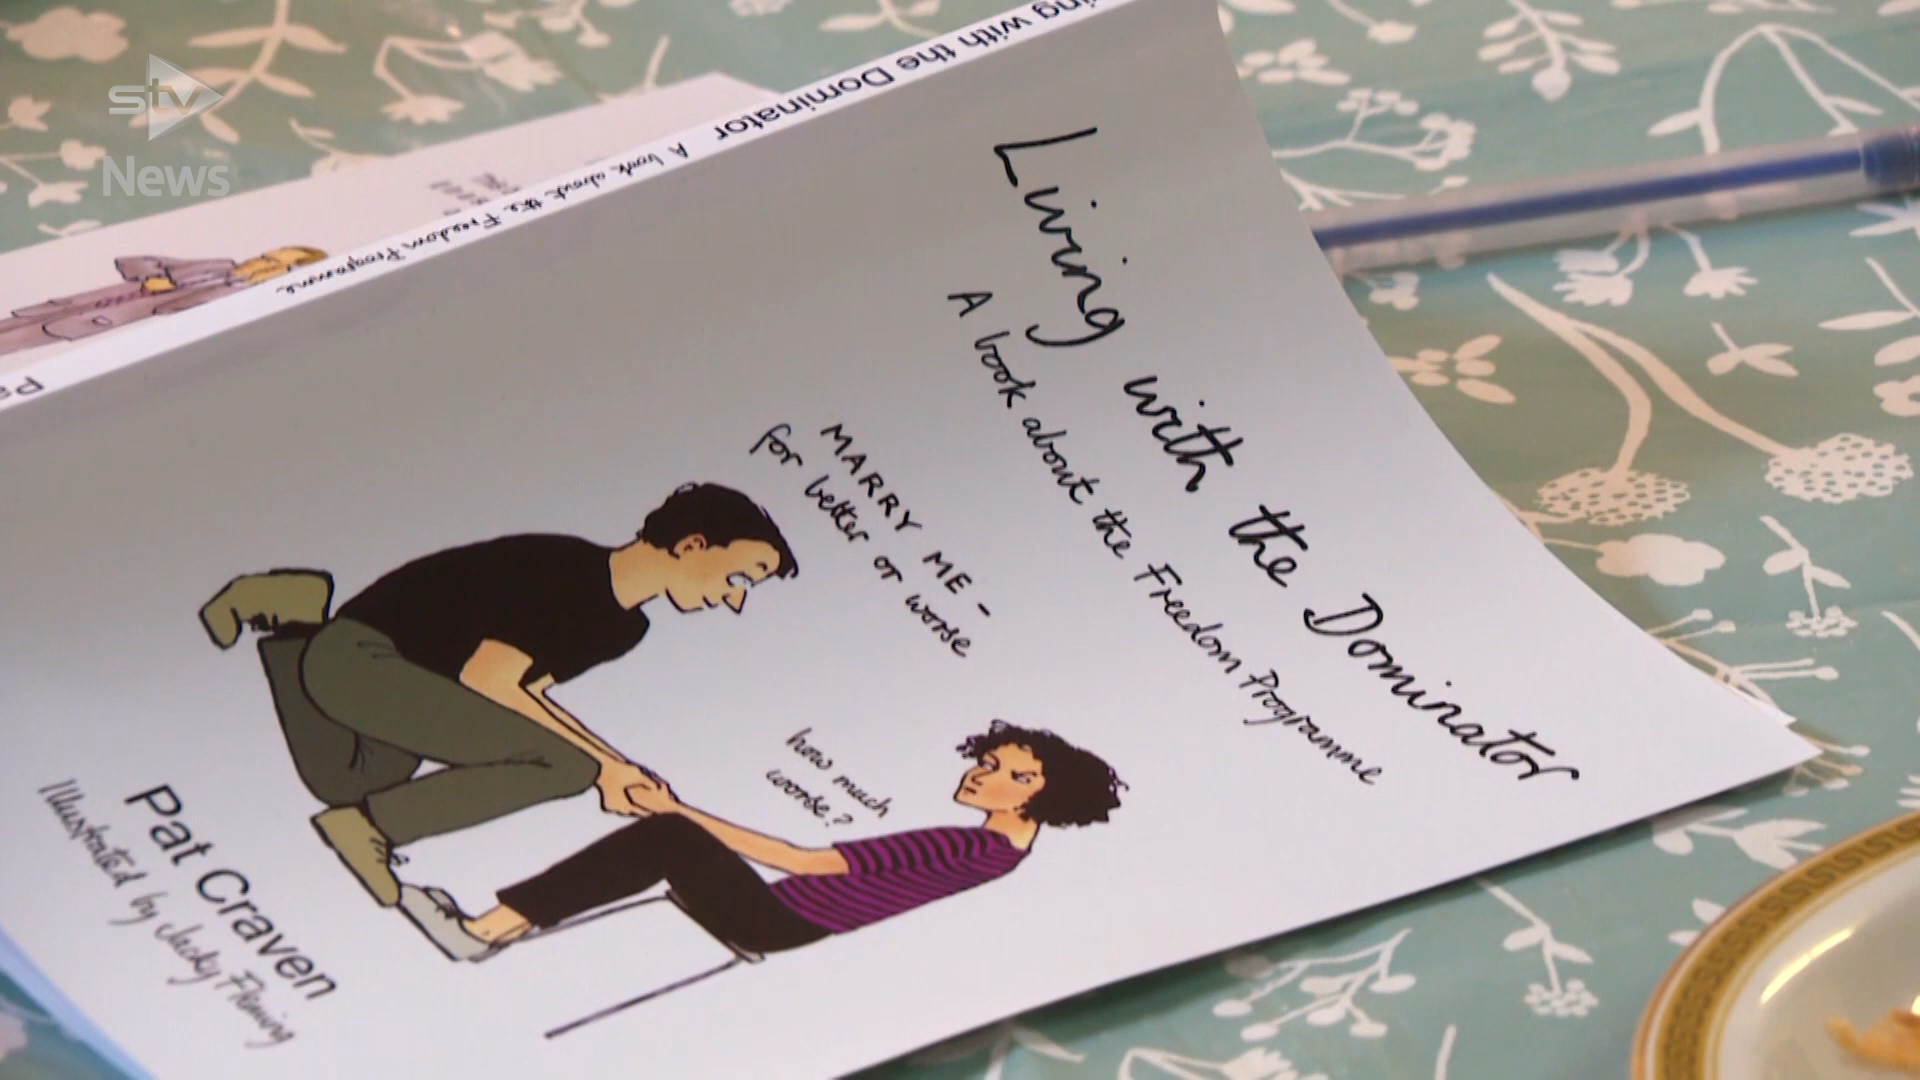 stv
News
ing with the Dominator A book about the Freedom Programme
Living with the Dominator
A book about the Freedom Programme
MARRY ME -
for better or worse
how much
worse?
Pat Craven
Illustrated by Jacky Fleming